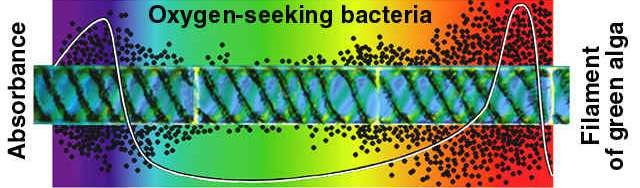 Oxygen-seeking bacteria
Absorbance
Filament
of green alga